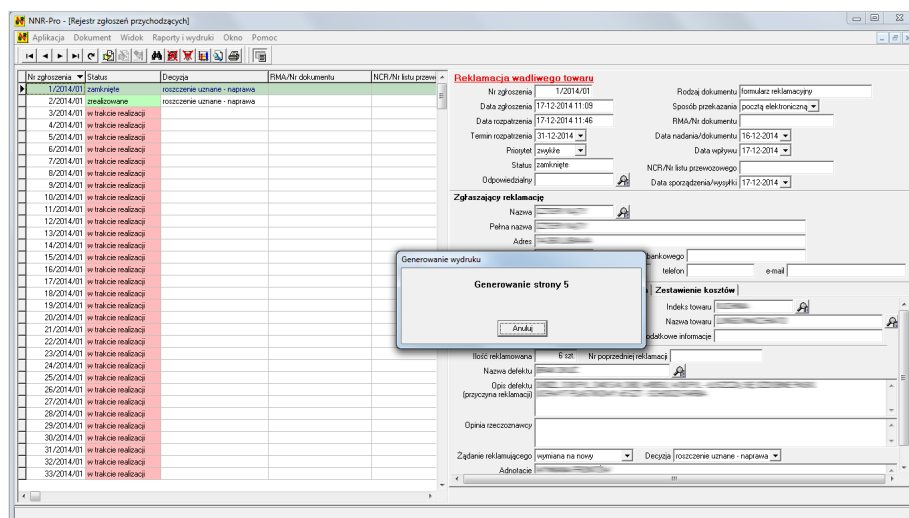 NNR-Pro - [Rejestr zgłoszeń przychodzących]
Aplikacja Dokument Widok Raporty i wydruki Okno Pomoc
Nr zgłoszenia Status Decyzja RMA/Nr dokumentu NCR/Nr listu przewo
1/2014/01 zamknięte roszczenie uznane - naprawa
2/2014/01 zrealizowane roszczenie uznane - naprawa
3/2014/01 w trakcie realizacji
4/2014/01 w trakcie realizacji
5/2014/01 w trakcie realizacji
6/2014/01 w trakcie realizacji
7/2014/01 w trakcie realizacji
8/2014/01 w trakcie realizacji
9/2014/01 w trakcie realizacji
10/2014/01 w trakcie realizacji
11/2014/01 w trakcie realizacji
12/2014/01 w trakcie realizacji
13/2014/01 w trakcie realizacji
14/2014/01 w trakcie realizacji
15/2014/01 w trakcie realizacji
16/2014/01 w trakcie realizacji
17/2014/01 w trakcie realizacji
18/2014/01 w trakcie realizacji
19/2014/01 w trakcie realizacji
20/2014/01 w trakcie realizacji
21/2014/01 w trakcie realizacji
22/2014/01 w trakcie realizacji
23/2014/01 w trakcie realizacji
24/2014/01 w trakcie realizacji
25/2014/01 w trakcie realizacji
26/2014/01 w trakcie realizacji
27/2014/01 w trakcie realizacji
28/2014/01 w trakcie realizacji
29/2014/01 w trakcie realizacji
30/2014/01 w trakcie realizacji
31/2014/01 w trakcie realizacji
32/2014/01 w trakcie realizacji
33/2014/01 w trakcie realizacji
Reklamacja wadliwego towaru
Nr zgłoszenia 1/2014/01 Rodzaj dokumentu formularz reklamacyjny
Data zgłoszenia 17-12-2014 11:09 Sposób przekazania pocztą elektroniczną
Data rozpatrzenia 17-12-2014 11:46 RMA/Nr dokumentu
Termin rozpatrzenia 31-12-2014 Data nadania/dokumentu 16-12-2014
Priorytet zwykłe Data wpływu 17-12-2014
Status zamknięte NCR/Nr listu przewozowego
Odpowiedzialny Data sporządzenia/wysyłki 17-12-2014
Zgłaszający reklamację
Nazwa
Pełna nazwa
Adres
bankowego
telefon e-mail
Zestawienie kosztów
Indeks towaru
Nazwa towaru
odatkowe informacje
Generowanie wydruku
Generowanie strony 5
Anuluj
Ilość reklamowana 6 szt. Nr poprzedniej reklamacji
Nazwa defektu
Opis defektu
(przyczyna reklamacji)
Opinia rzeczoznawcy
Żądanie reklamującego wymiana na nowy Decyzja roszczenie uznane - naprawa
Adnotacie